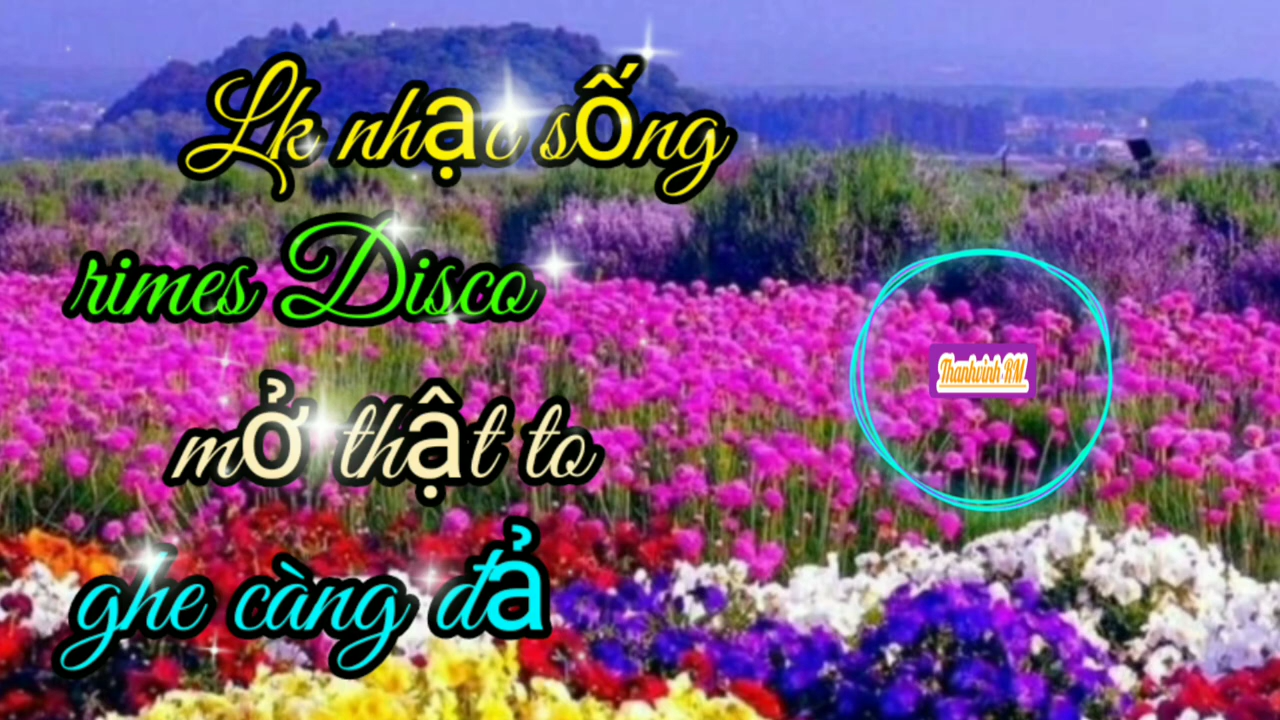 Lk nhạc sống
rimes Disco
mở thật to
ghe càng đả
Thanhvinh RM